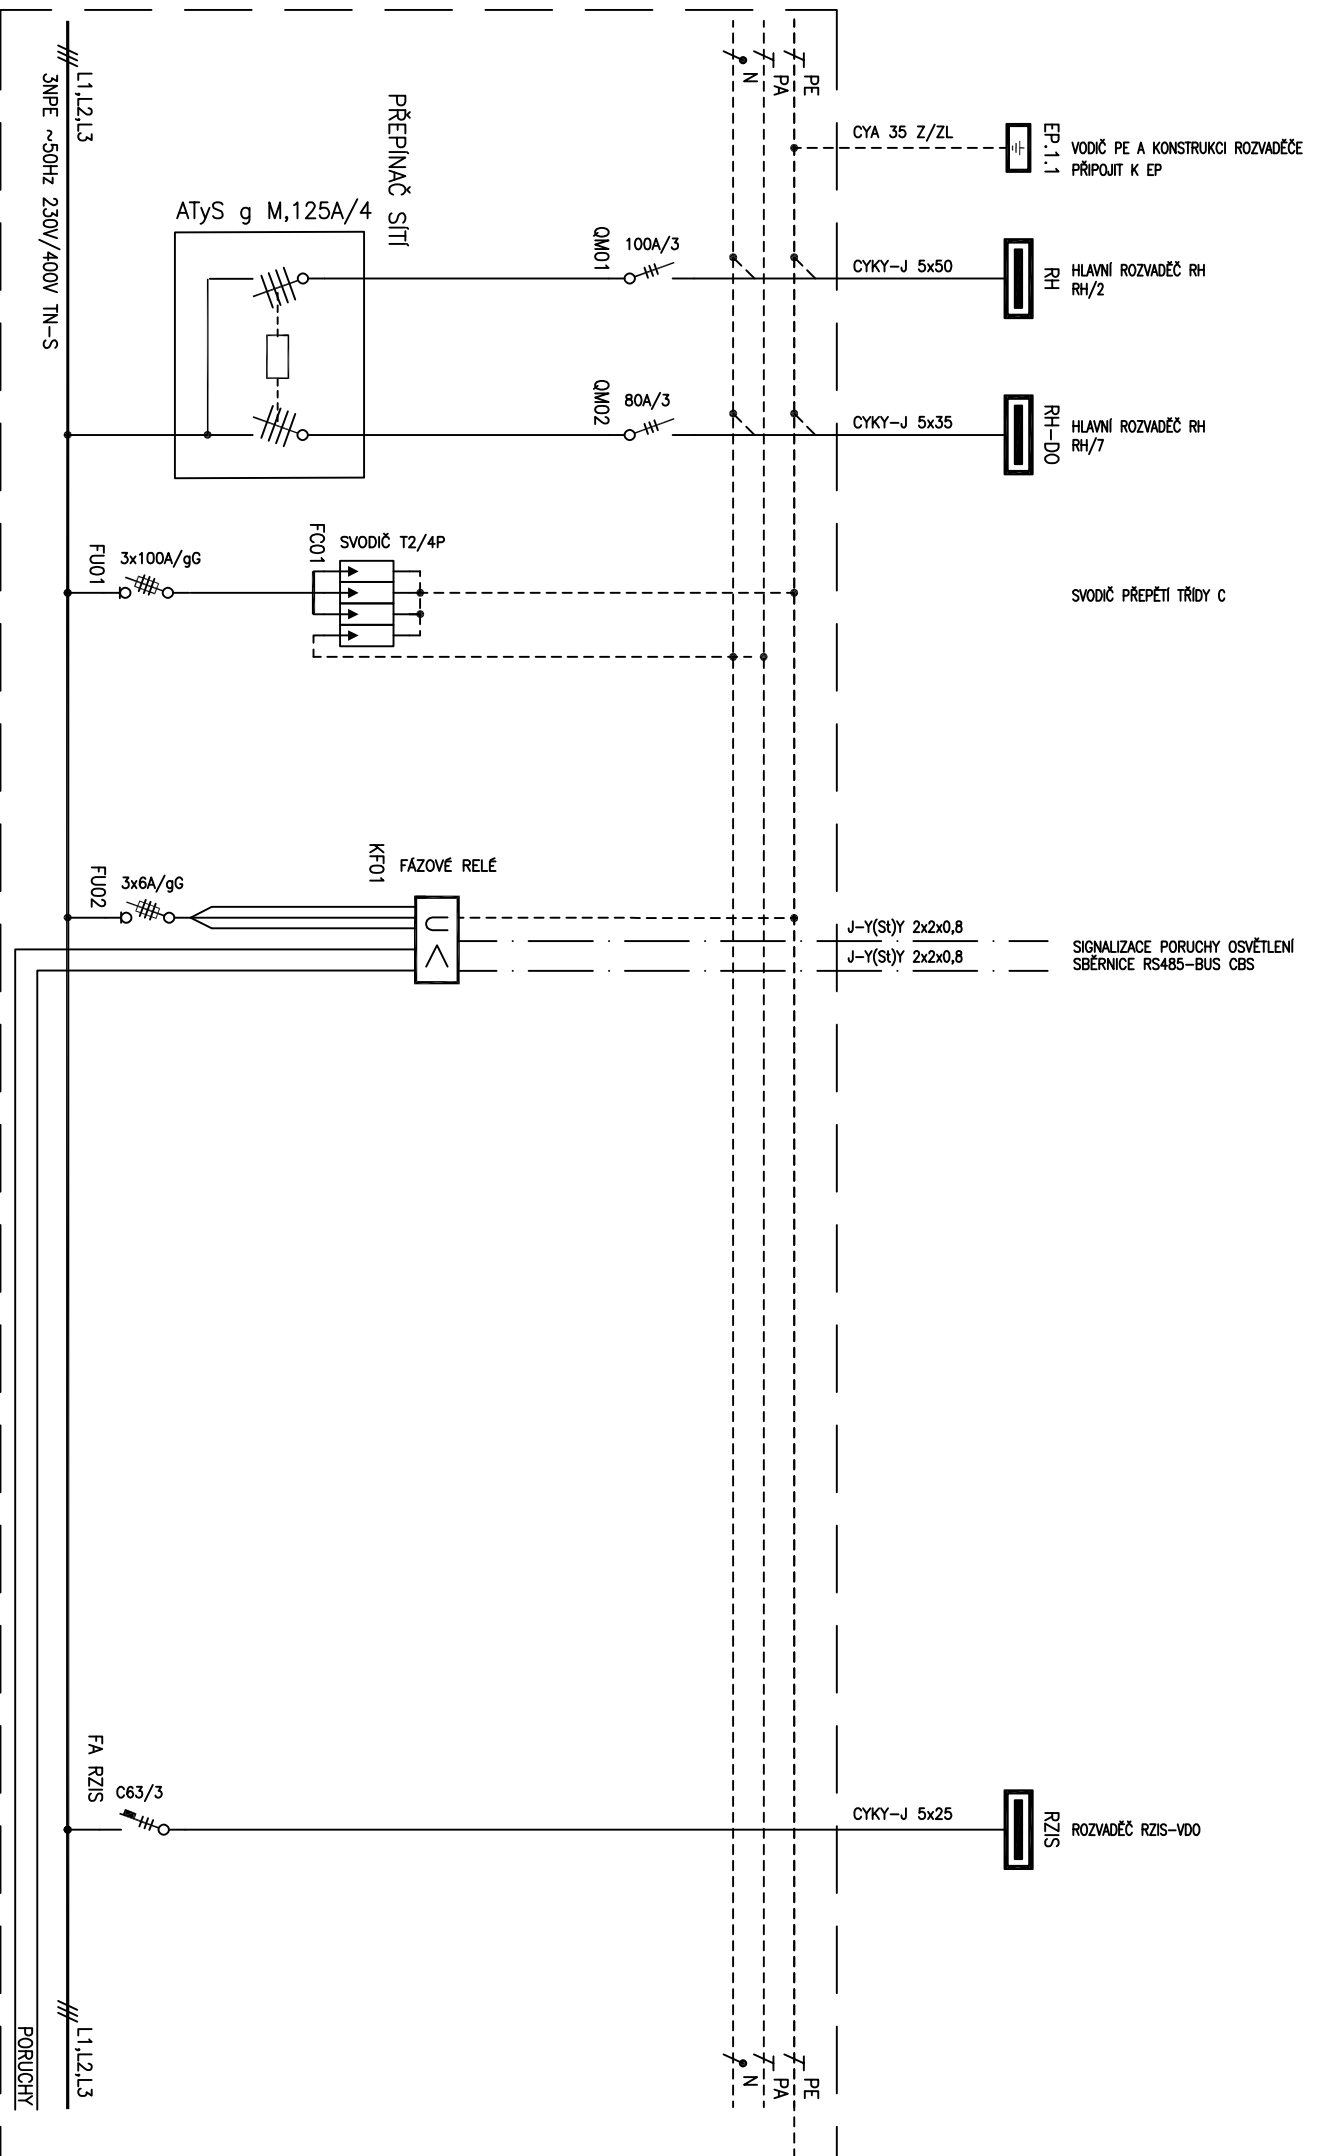 L1,L2,L3
3NPE ~50Hz 230V/400V TN-S
PŘEPÍNAČ SÍTÍ
ATyS g M,125A/4
N
PA
PE
CYA 35 Z/ZL
EP.1.1
VODIČ PE A KONSTRUKCI ROZVADĚČE
PŘIPOJIT K EP
QM01
100A/3
CYKY-J 5x50
RH
HLAVNÍ ROZVADĚČ RH
RH/2
QM02
80A/3
CYKY-J 5x35
RH-DO
HLAVNÍ ROZVADĚČ RH
RH/7
FU01
3x100A/gG
FC01
SVODIČ T2/4P
SVODIČ PŘEPĚTÍ TŘÍDY C
FU02
3x6A/gG
KF01
FÁZOVÉ RELÉ
U
<
J-Y(St)Y 2x2x0,8
J-Y(St)Y 2x2x0,8
SIGNALIZACE PORUCHY OSVĚTLENÍ
SBĚRNICE RS485-BUS CBS
FA RZIS
C63/3
CYKY-J 5x25
RZIS
ROZVADĚČ RZIS-VDO
L1,L2,L3
PORUCHY
N
PA
PE